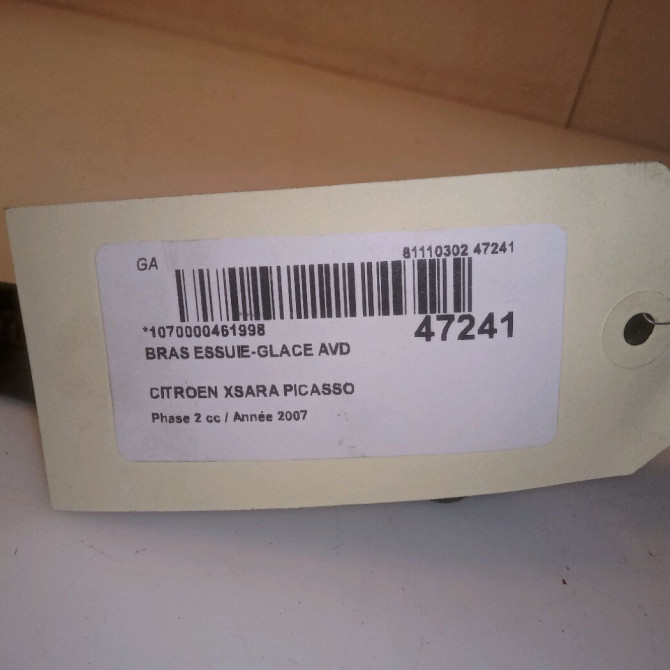 GA
81110302 47241
*1070000461998
47241
BRAS ESSUIE-GLACE AVD
CITROEN XSARA PICASSO
Phase 2 cc / Année 2007